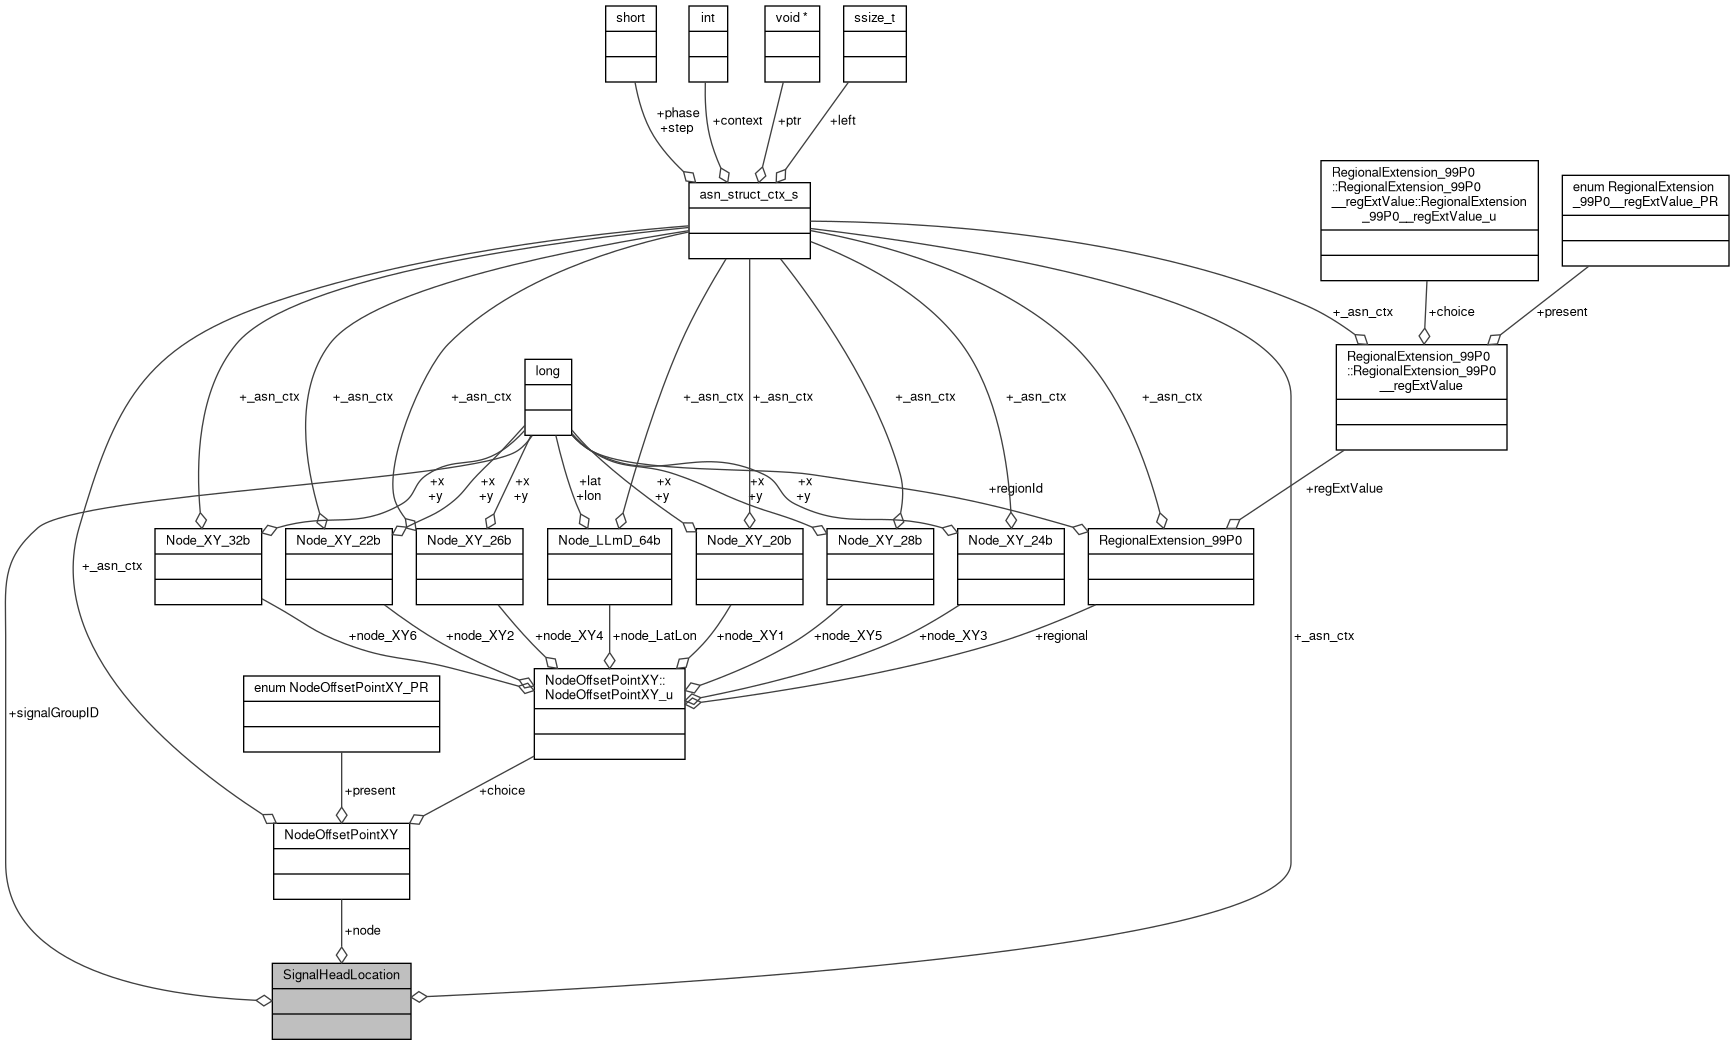 short
int
void *
ssize_t
+phase
+step
+context
+ptr
+left
asn_struct_ctx_s
RegionalExtension_99P0
::RegionalExtension_99P0
__regExtValue::RegionalExtension
_99P0__regExtValue_u
enum RegionalExtension
_99P0__regExtValue_PR
+_asn_ctx
+choice
+present
RegionalExtension_99P0
::RegionalExtension_99P0
__regExtValue
long
+_asn_ctx
+_asn_ctx
+_asn_ctx
+_asn_ctx
+_asn_ctx
+_asn_ctx
+_asn_ctx
+_asn_ctx
+x
+y
+x
+y
+x
+y
+lat
+lon
+x
+y
+x
+y
+x
+y
+regionId
+regExtValue
Node_XY_32b
Node_XY_22b
Node_XY_26b
Node_LLmD_64b
Node_XY_20b
Node_XY_28b
Node_XY_24b
RegionalExtension_99P0
+_asn_ctx
+node_XY6
+node_XY2
+node_XY4
+node_LatLon
+node_XY1
+node_XY5
+node_XY3
+regional
+_asn_ctx
enum NodeOffsetPointXY_PR
NodeOffsetPointXY::
NodeOffsetPointXY_u
+signalGroupID
+present
+choice
NodeOffsetPointXY
+node
SignalHeadLocation